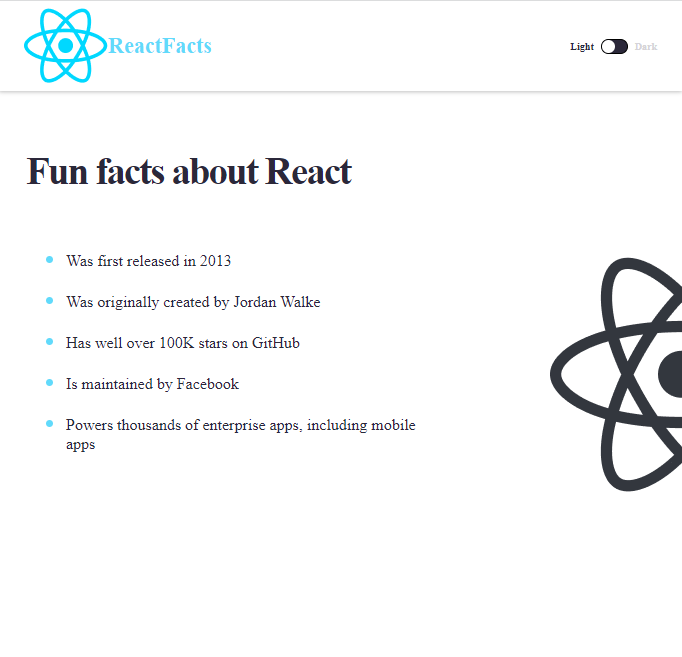 ReactFacts
Light Dark
Fun facts about React
Was first released in 2013
Was originally created by Jordan Walke
Has well over 100K stars on GitHub
Is maintained by Facebook
Powers thousands of enterprise apps, including mobile
apps